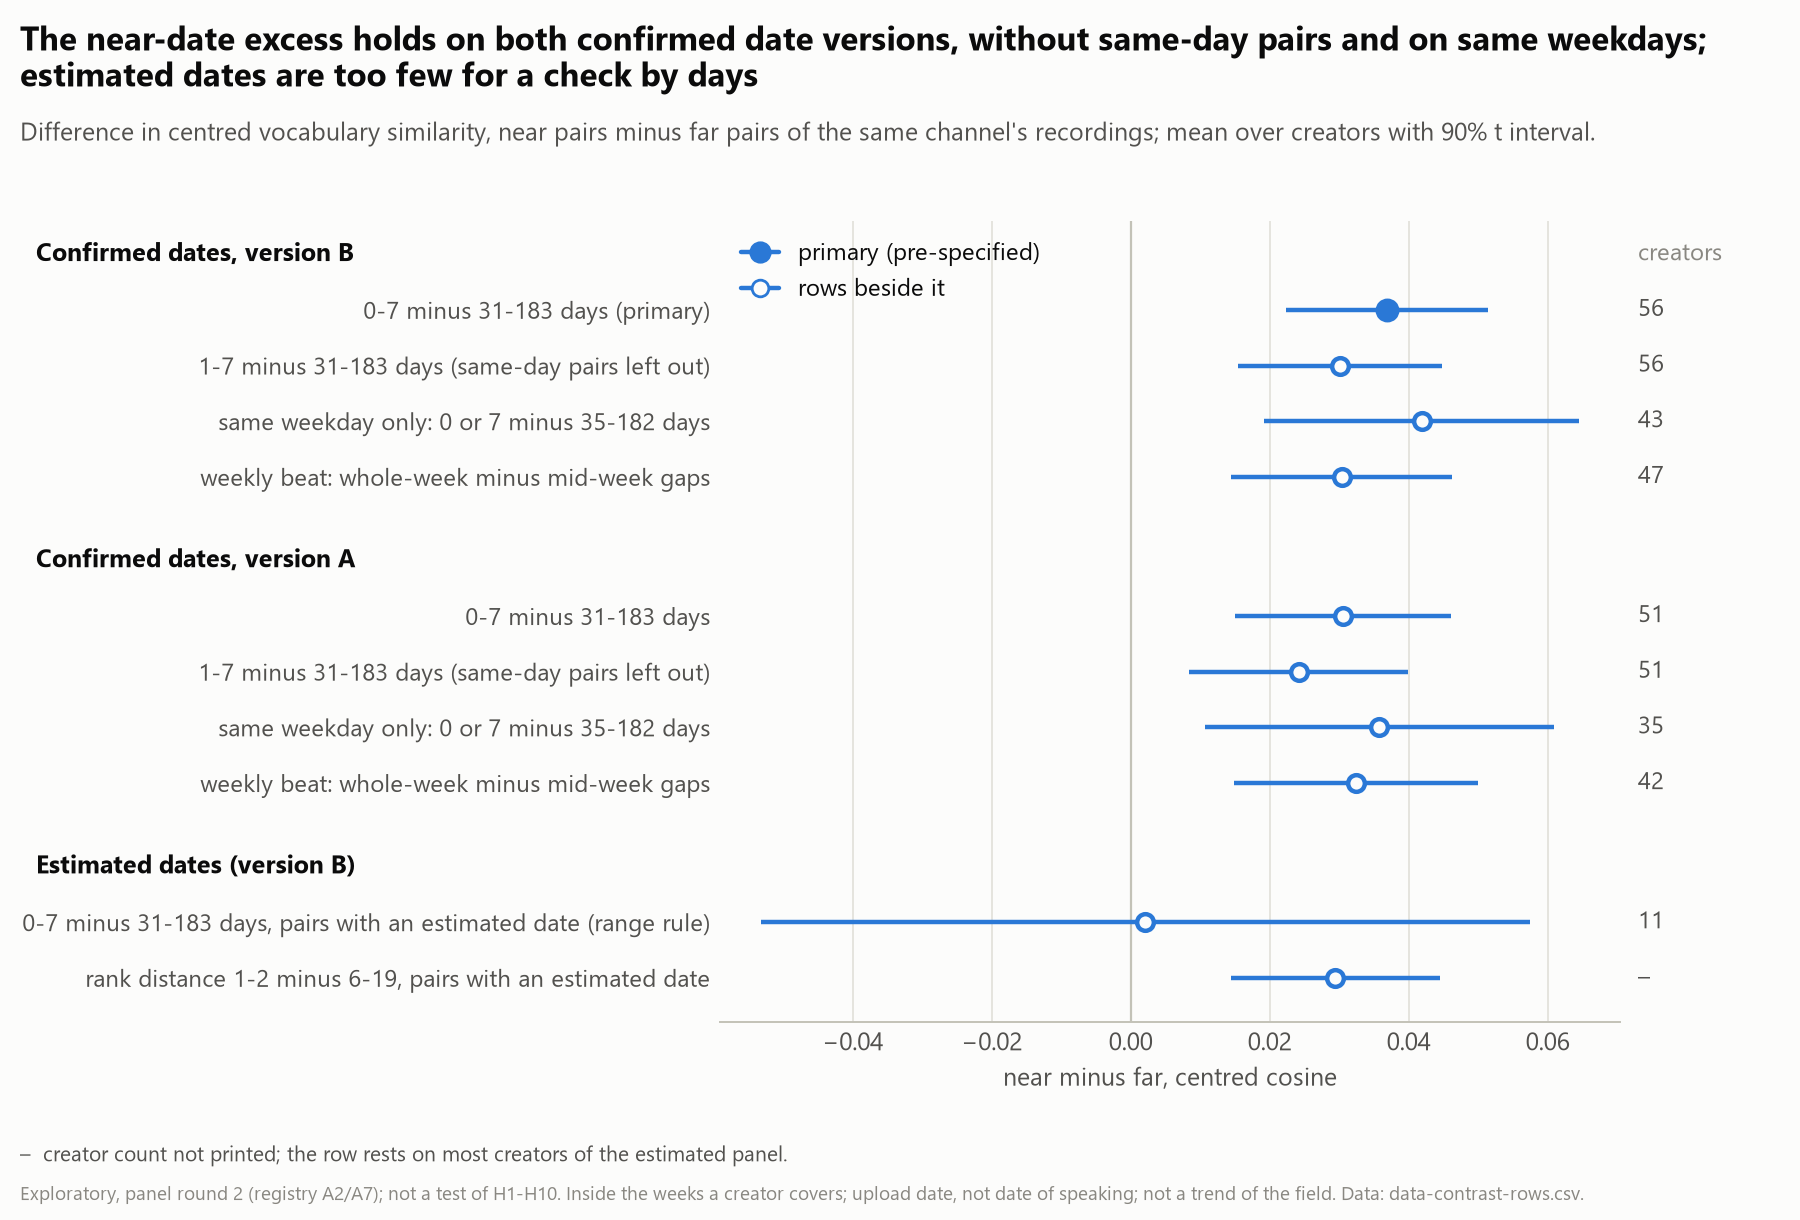 The near-date excess holds on both confirmed date versions, without same-day pairs and on same weekdays;
estimated dates are too few for a check by days
Difference in centred vocabulary similarity, near pairs minus far pairs of the same channel's recordings; mean over creators with 90% t interval.
Confirmed dates, version B
primary (pre-specified)
creators
rows beside it
0-7 minus 31-183 days (primary) 56
1-7 minus 31-183 days (same-day pairs left out) 56
same weekday only: 0 or 7 minus 35-182 days 43
weekly beat: whole-week minus mid-week gaps 47
Confirmed dates, version A
0-7 minus 31-183 days 51
1-7 minus 31-183 days (same-day pairs left out) 51
same weekday only: 0 or 7 minus 35-182 days 35
weekly beat: whole-week minus mid-week gaps 42
Estimated dates (version B)
0-7 minus 31-183 days, pairs with an estimated date (range rule) 11
rank distance 1-2 minus 6-19, pairs with an estimated date –
−0.04 −0.02 0.00 0.02 0.04 0.06
near minus far, centred cosine
– creator count not printed; the row rests on most creators of the estimated panel.
Exploratory, panel round 2 (registry A2/A7); not a test of H1-H10. Inside the weeks a creator covers; upload date, not date of speaking; not a trend of the field. Data: data-contrast-rows.csv.